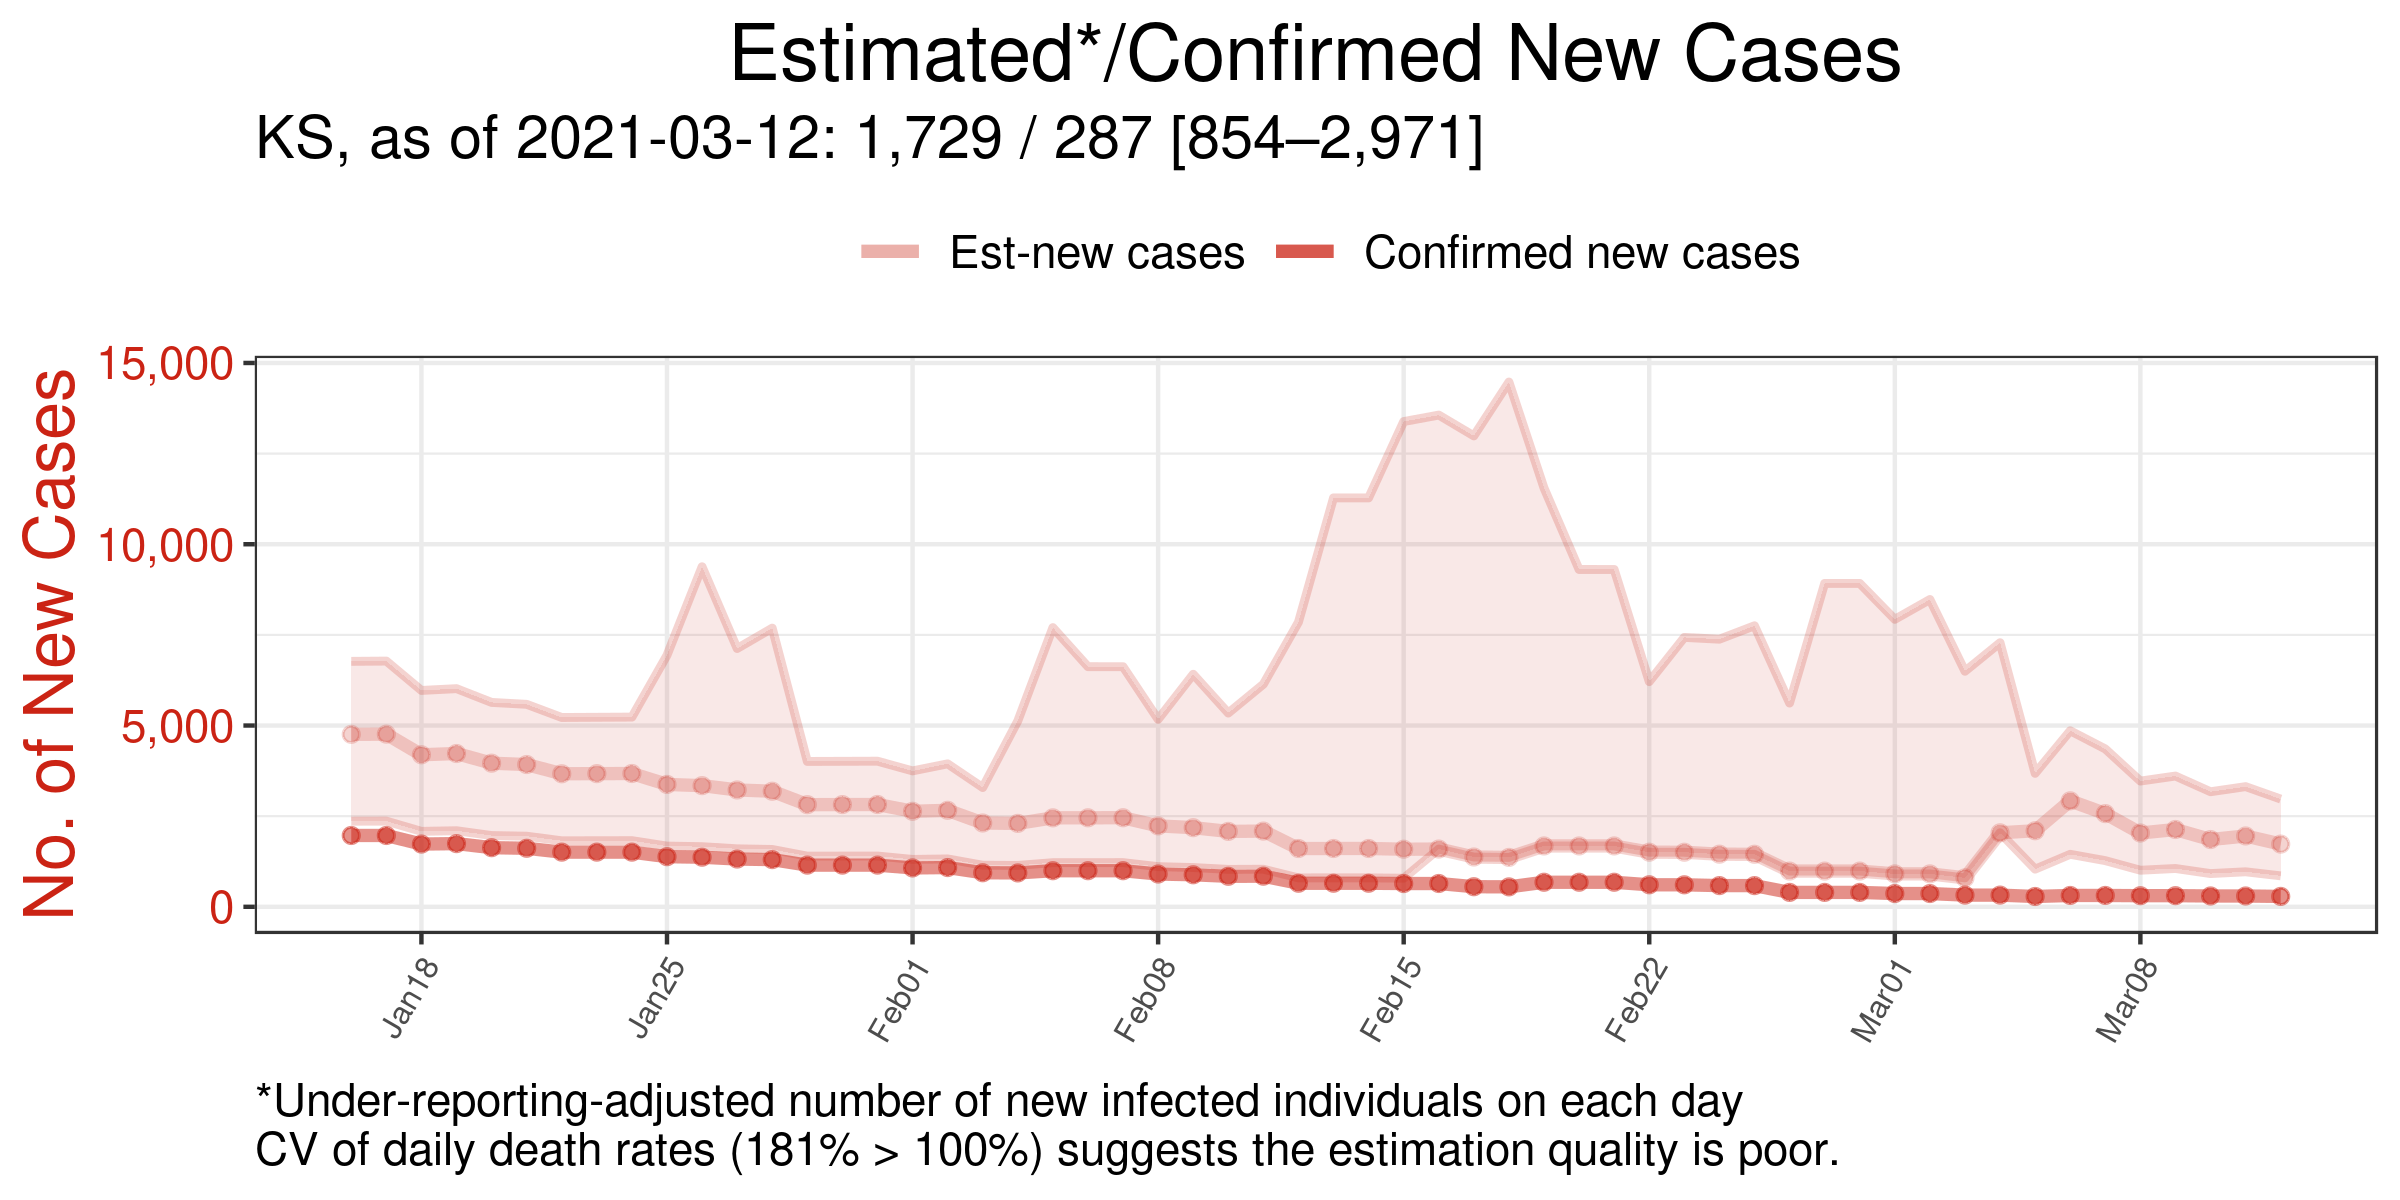 Estimated*/Confirmed New Cases
KS, as of 2021-03-12: 1,729 / 287 [854–2,971]
Est-new cases
Confirmed new cases
No. of New Cases
15,000
10,000
5,000
0
Jan18
Jan25
Feb01
Feb08
Feb15
Feb22
Mar01
Mar08
*Under-reporting-adjusted number of new infected individuals on each day
CV of daily death rates (181% > 100%) suggests the estimation quality is poor.